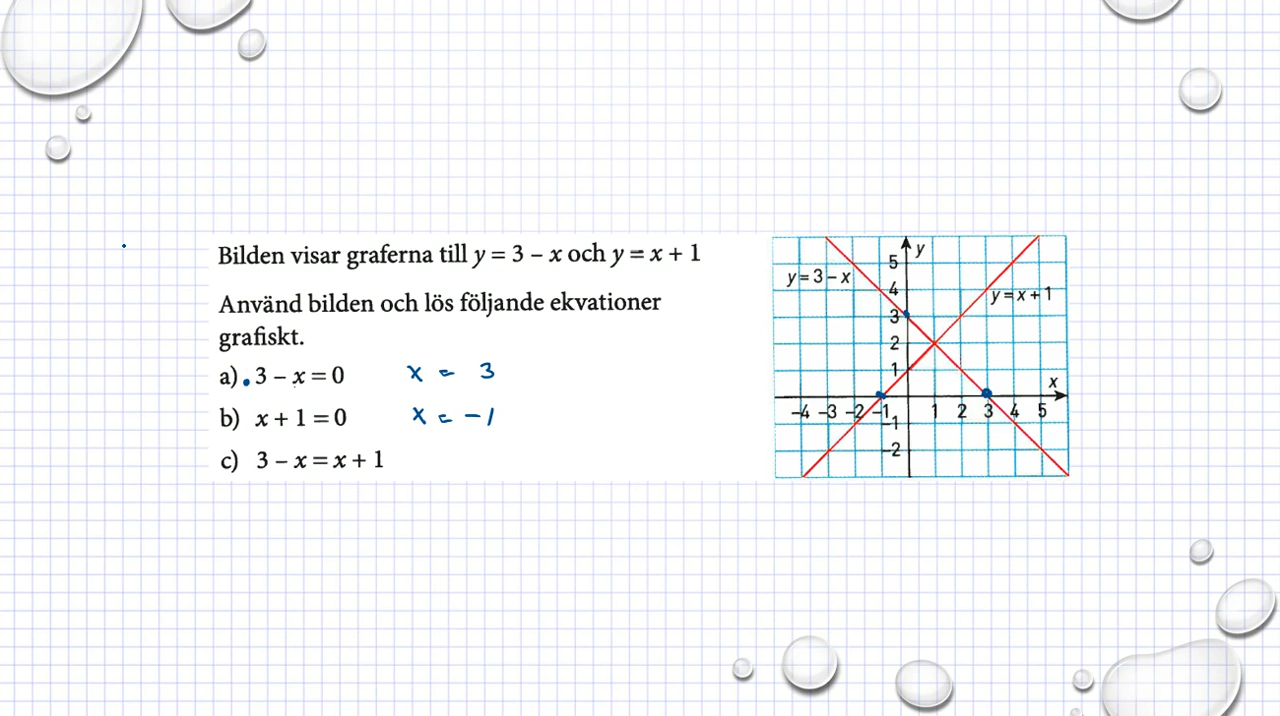 Bilden visar graferna till y = 3 – x och y = x + 1
Använd bilden och lös följande ekvationer
grafiskt.
a) 3 – x = 0 x = 3
b) x + 1 = 0 x = -1
c) 3 – x = x + 1
y
5
y = 3 – x
4
y = x + 1
3
2
1
x
–4 –3 –2 –1 1 2 3 4 5
–1
–2